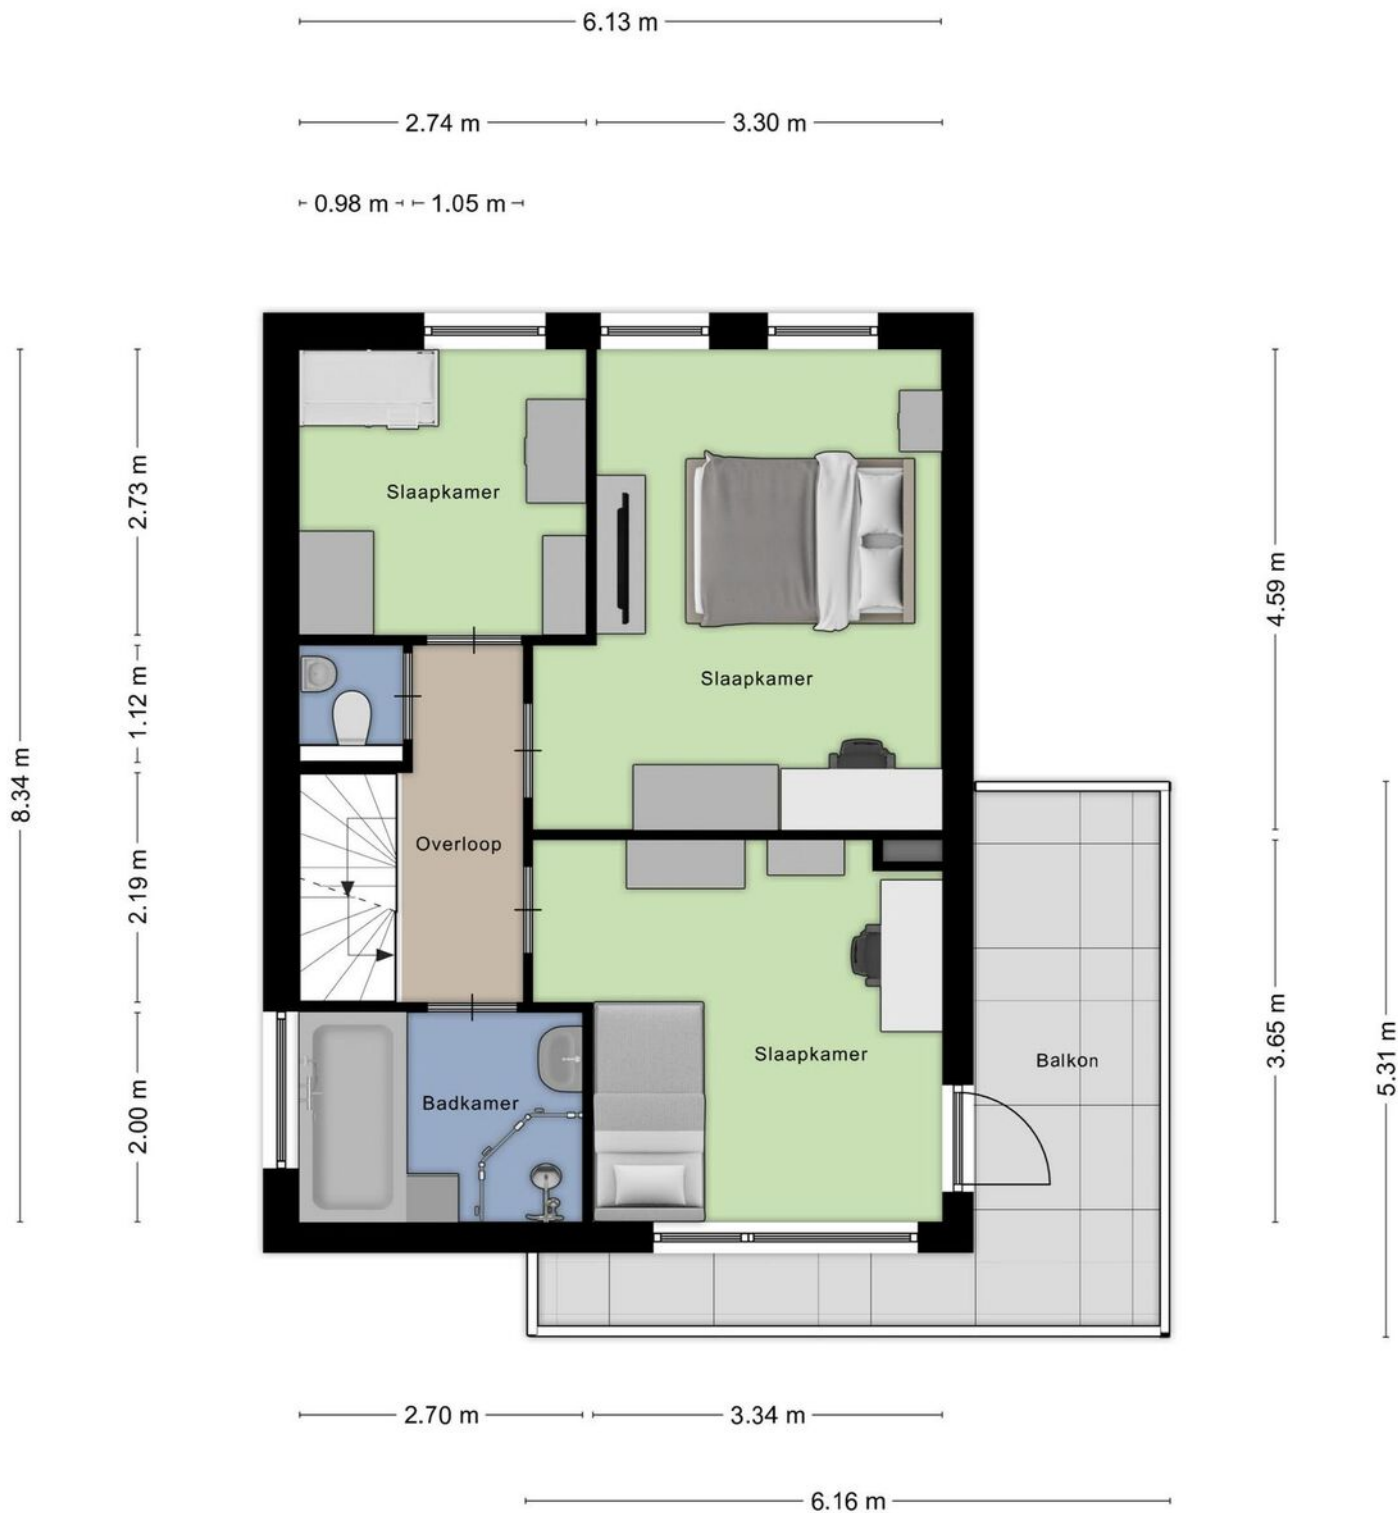 6.13 m
2.74 m
3.30 m
0.98 m
1.05 m
2.73 m
Slaapkamer
4.59 m
1.12 m
Slaapkamer
8.34 m
2.19 m
Overloop
3.65 m
Slaapkamer
Balkon
5.31 m
2.00 m
Badkamer
2.70 m
3.34 m
6.16 m